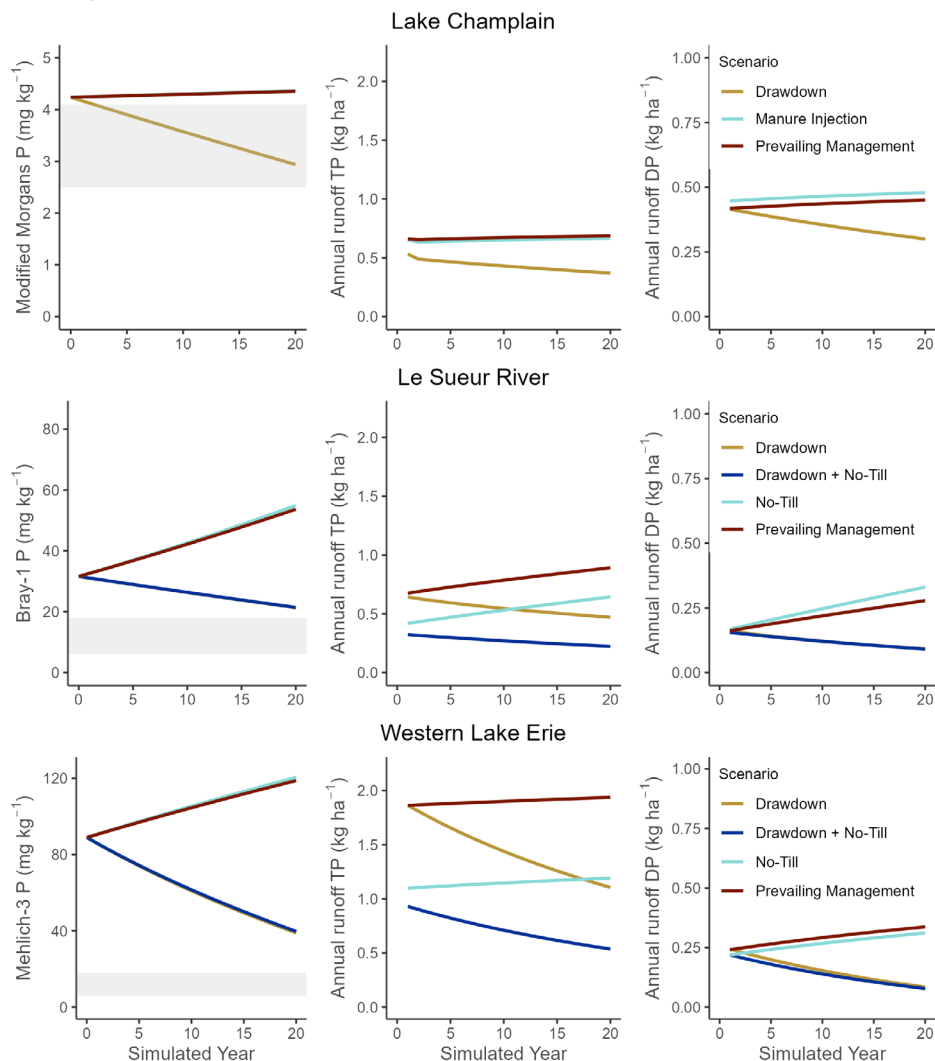 Lake Champlain
Modified Morgans P (mg kg⁻¹)
5
4
3
2
1
0
0 5 10 15 20
Annual runoff TP (kg ha⁻¹)
2.0
1.5
1.0
0.5
0.0
0 5 10 15 20
Annual runoff DP (kg ha⁻¹)
1.00
0.75
0.50
0.25
0.00
0 5 10 15 20
Scenario
Drawdown
Manure Injection
Prevailing Management
Le Sueur River
Bray-1 P (mg kg⁻¹)
80
60
40
20
0
0 5 10 15 20
Annual runoff TP (kg ha⁻¹)
2.0
1.5
1.0
0.5
0.0
0 5 10 15 20
Annual runoff DP (kg ha⁻¹)
1.00
0.75
0.50
0.25
0.00
0 5 10 15 20
Scenario
Drawdown
Drawdown + No-Till
No-Till
Prevailing Management
Western Lake Erie
Mehlich-3 P (mg kg⁻¹)
120
80
40
0
0 5 10 15 20
Simulated Year
Annual runoff TP (kg ha⁻¹)
2.0
1.5
1.0
0.5
0.0
0 5 10 15 20
Simulated Year
Annual runoff DP (kg ha⁻¹)
1.00
0.75
0.50
0.25
0.00
0 5 10 15 20
Simulated Year
Scenario
Drawdown
Drawdown + No-Till
No-Till
Prevailing Management